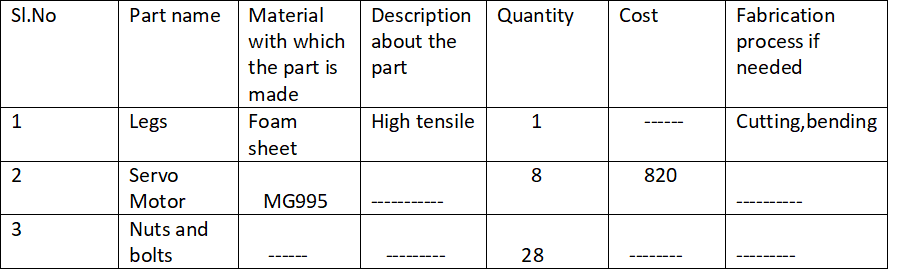 Sl.No Part name Material with which the part is made Description about the part Quantity Cost Fabrication process if needed
1 Legs Foam sheet High tensile 1 ------ Cutting,bending
2 Servo Motor MG995 ----------- 8 820 ----------
3 Nuts and bolts ------ --------- 28 -------- ---------